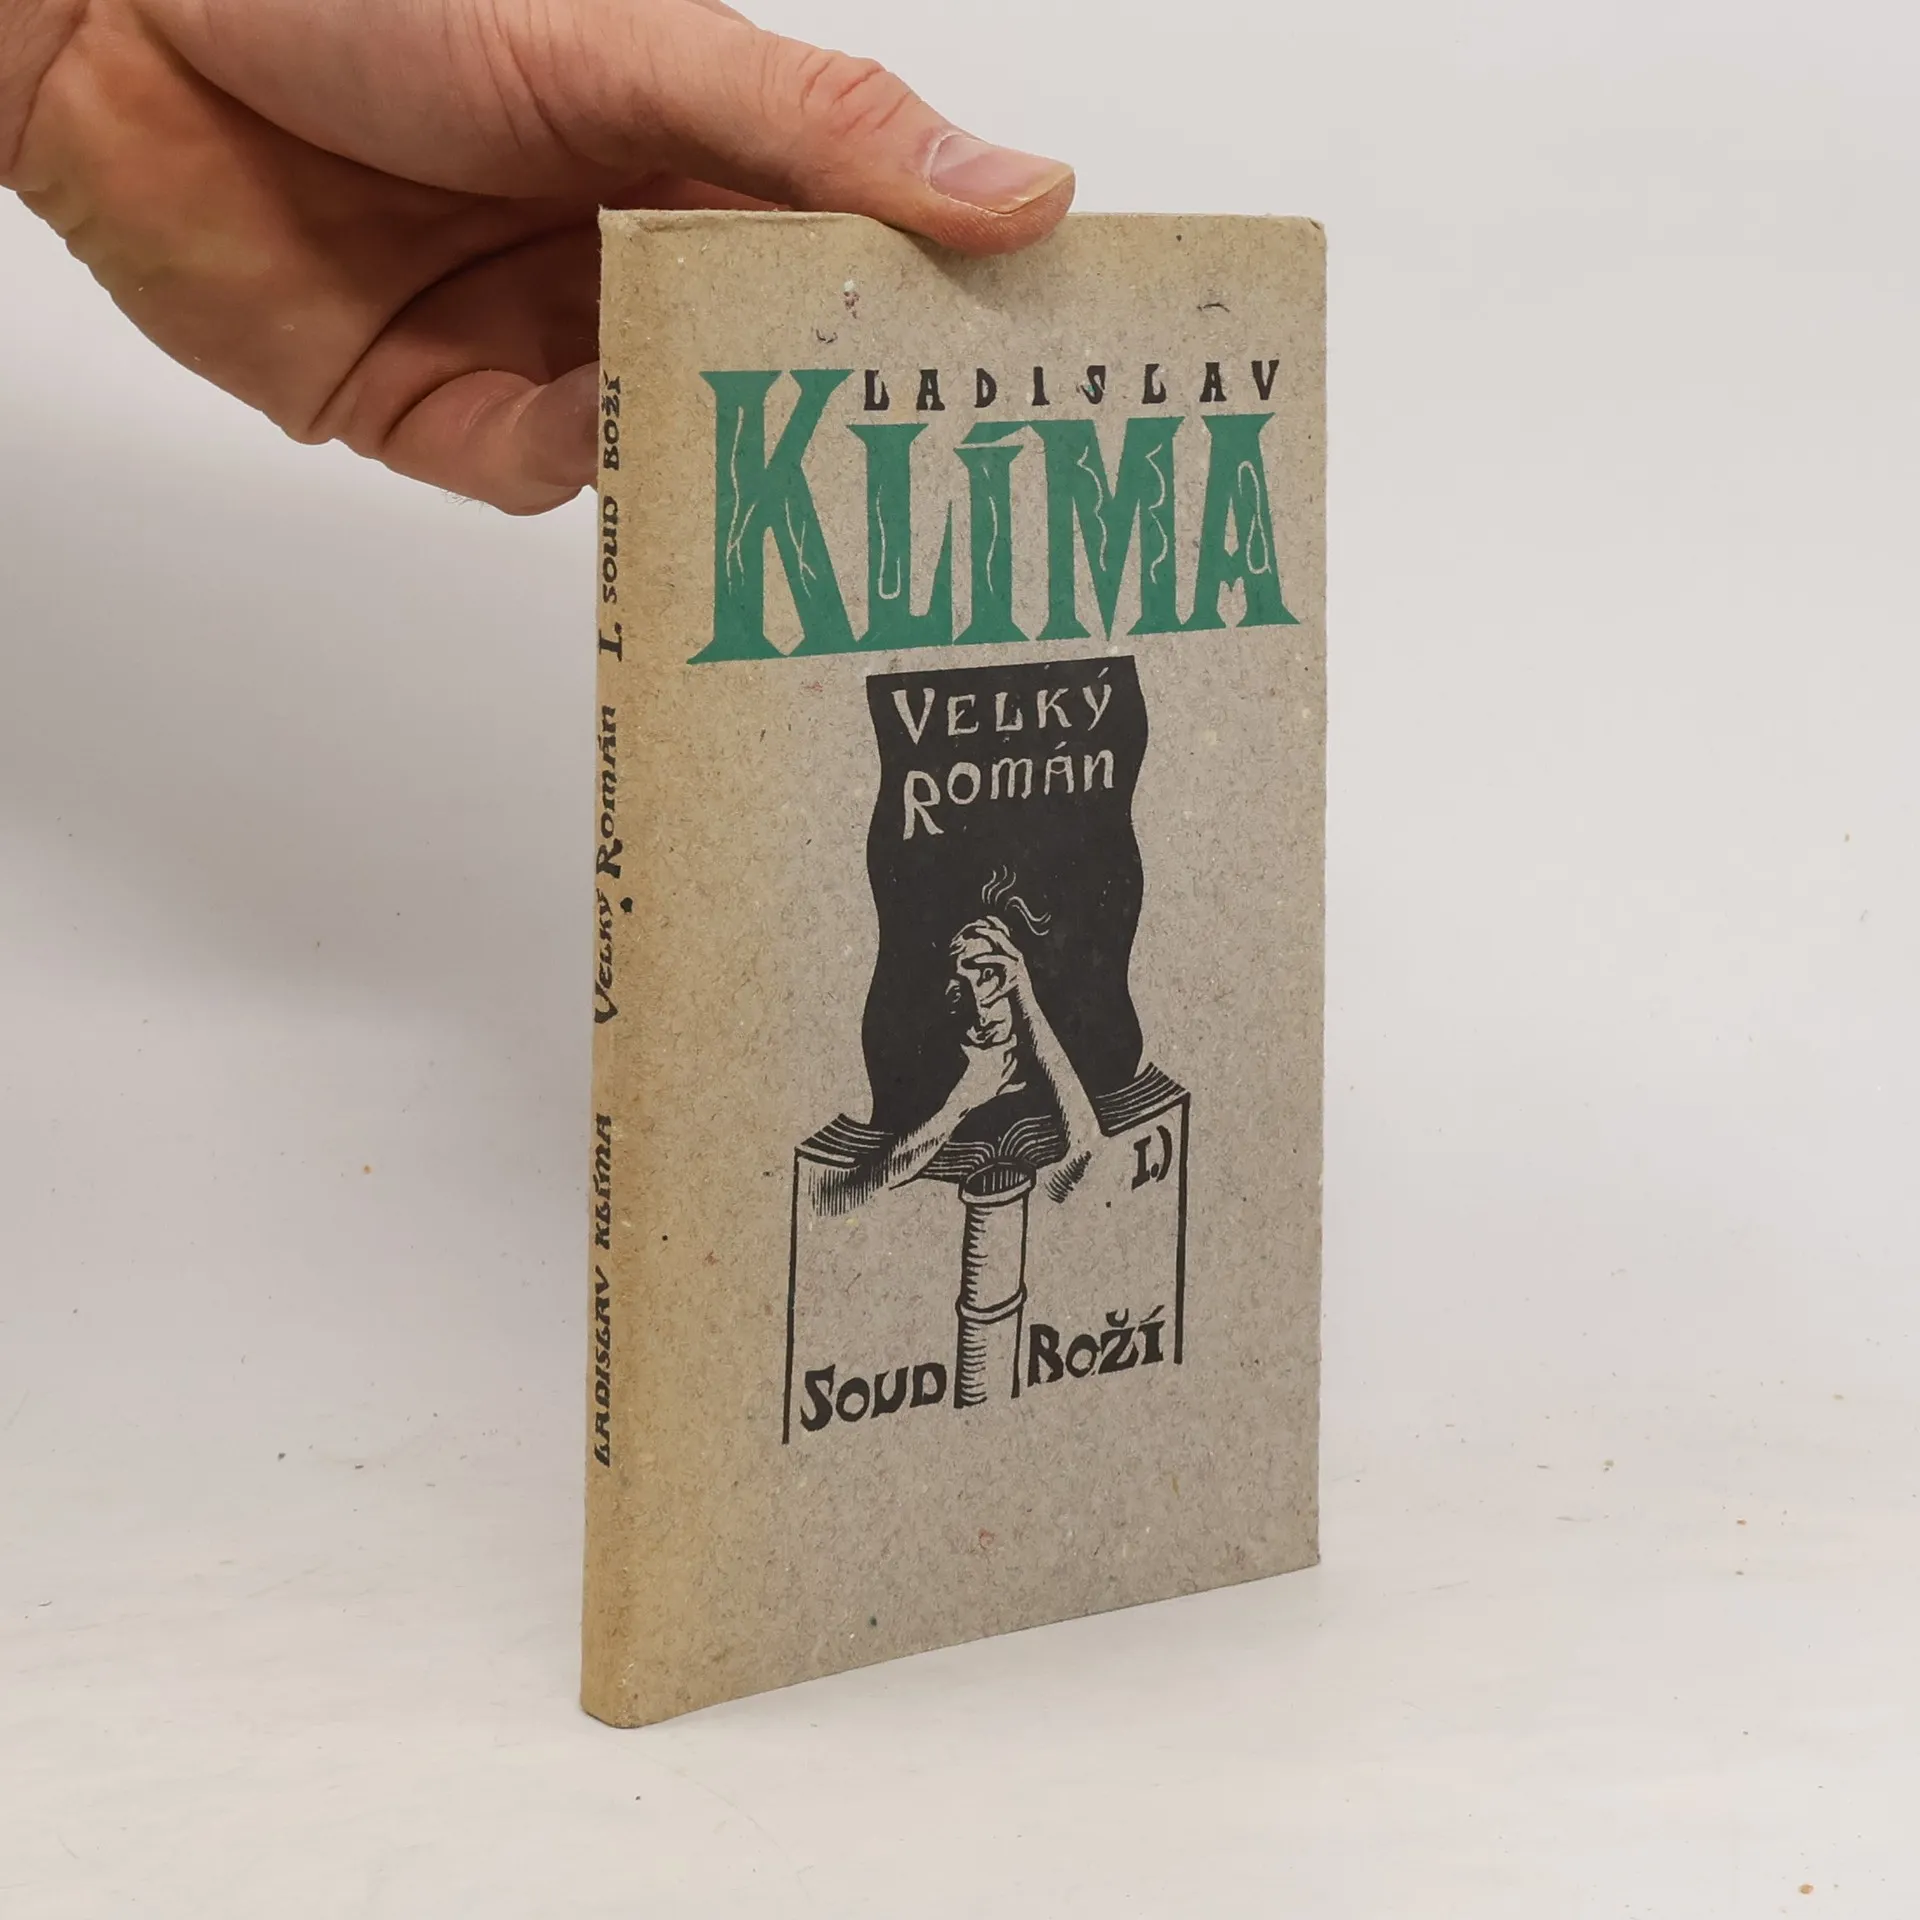 LADISLAV
KLÍMA
VELKÝ
ROMÁN
I.)
SOUD BOŽÍ
LADISLAV KLÍMA VELKÝ ROMÁN I. SOUD BOŽÍ